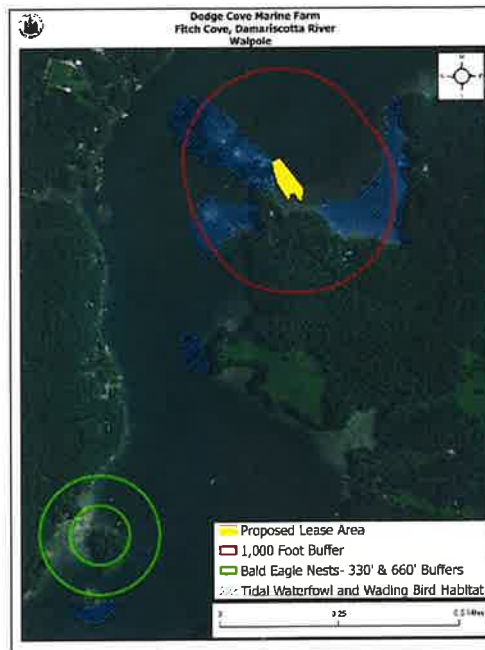 Dodge Cove Marine Farm
Fitch Cove, Damariscotta River
Walpole
Proposed Lease Area
1,000 Foot Buffer
Bald Eagle Nests- 330' & 660' Buffers
Tidal Waterfowl and Wading Bird Habitat
0 0.25 0.5 Miles